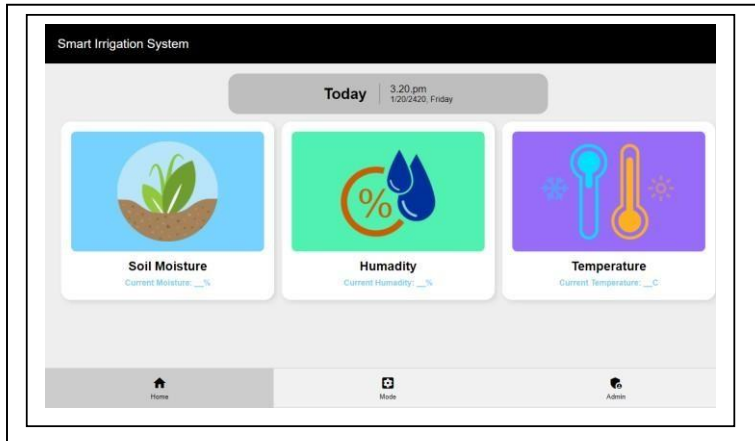 Smart Irrigation System
Today
3.20.pm
1/20/2420, Friday
%
Soil Moisture
Current Moisture: __%
Humadity
Current Humadity: __%
Temperature
Current Temperature: __C
Home
Mode
Admin